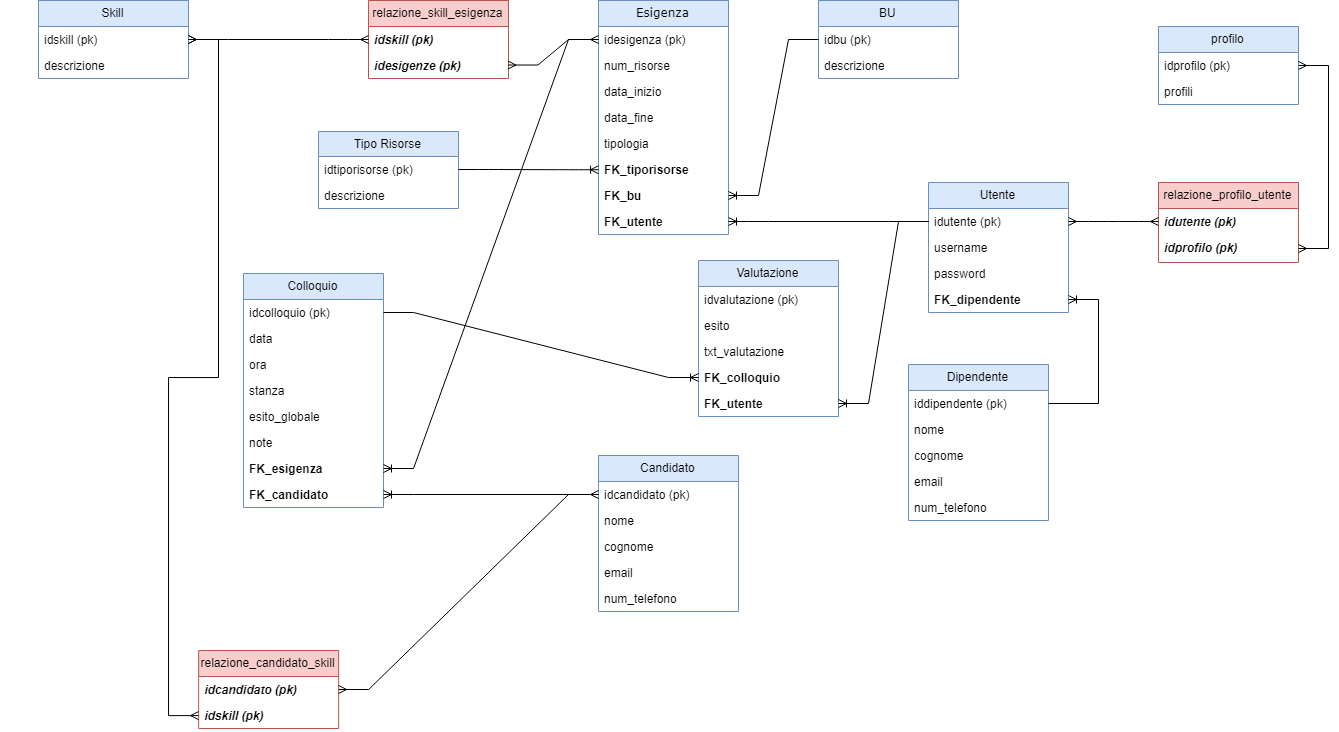 Skill
idskill (pk)
descrizione
relazione_skill_esigenza
idskill (pk)
idesigenze (pk)
Esigenza
idesigenza (pk)
num_risorse
data_inizio
data_fine
tipologia
FK_tiporisorse
FK_bu
FK_utente
BU
idbu (pk)
descrizione
profilo
idprofilo (pk)
profili
Tipo Risorse
idtiporisorse (pk)
descrizione
Utente
idutente (pk)
username
password
FK_dipendente
relazione_profilo_utente
idutente (pk)
idprofilo (pk)
Colloquio
idcolloquio (pk)
data
ora
stanza
esito_globale
note
FK_esigenza
FK_candidato
Valutazione
idvalutazione (pk)
esito
txt_valutazione
FK_colloquio
FK_utente
Dipendente
iddipendente (pk)
nome
cognome
email
num_telefono
Candidato
idcandidato (pk)
nome
cognome
email
num_telefono
relazione_candidato_skill
idcandidato (pk)
idskill (pk)